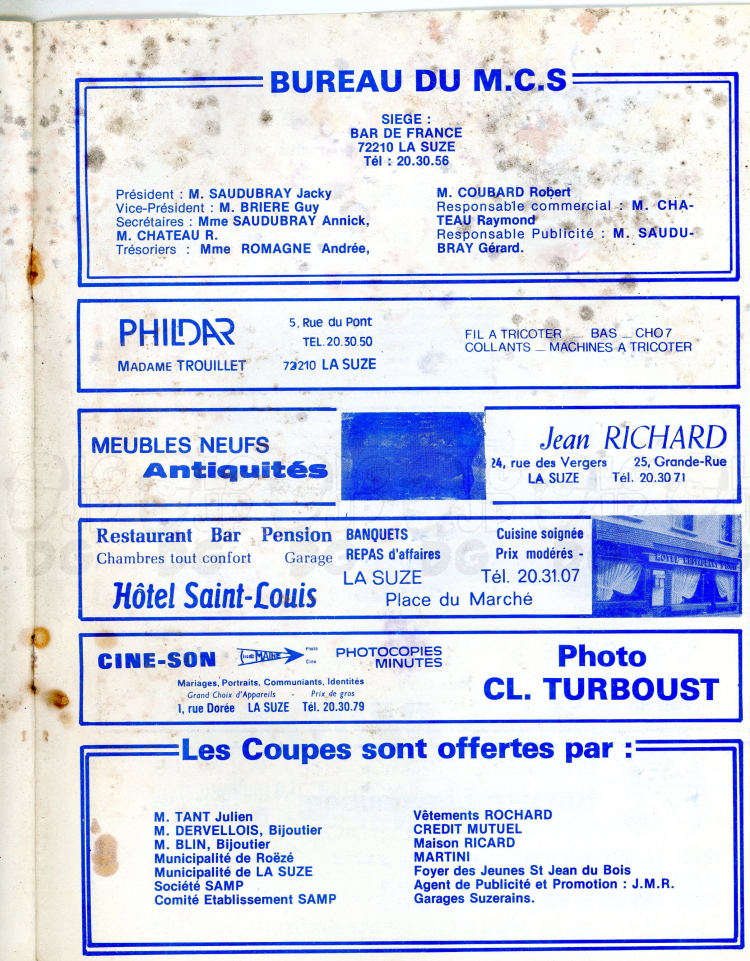 BUREAU DU M.C.S
SIEGE :
BAR DE FRANCE
72210 LA SUZE
Tél : 20.30.56
Président : M. SAUDUBRAY Jacky
Vice-Président : M. BRIERE Guy
Secrétaires : Mme SAUDUBRAY Annick,
M. CHATEAU R.
Trésoriers : Mme ROMAGNE Andrée,
M. COUBARD Robert
Responsable commercial : M. CHA-
TEAU Raymond
Responsable Publicité : M. SAUDU-
BRAY Gérard.
PHILDAR
MADAME TROUILLET
5, Rue du Pont
TEL. 20.30 50
72210 LA SUZE
FIL A TRICOTER _ BAS _ CHO7
COLLANTS _ MACHINES A TRICOTER
MEUBLES NEUFS
Antiquités
Jean RICHARD
24, rue des Vergers 25, Grande-Rue
LA SUZE Tél. 20.30 71
Restaurant Bar Pension
Chambres tout confort Garage
Hôtel Saint-Louis
BANQUETS
REPAS d'affaires
Cuisine soignée
Prix modérés -
LA SUZE Tél. 20.31.07
Place du Marché
CINE-SON
MAINE
Photo
Ciné
PHOTOCOPIES
MINUTES
Mariages, Portraits, Communiants, Identités
Grand Choix d'Appareils - Prix de gros
1, rue Dorée LA SUZE Tél. 20.30.79
Photo
CL. TURBOUST
Les Coupes sont offertes par :
M. TANT Julien
M. DERVELLOIS, Bijoutier
M. BLIN, Bijoutier
Municipalité de Roëzé
Municipalité de LA SUZE
Société SAMP
Comité Etablissement SAMP
Vêtements ROCHARD
CREDIT MUTUEL
Maison RICARD
MARTINI
Foyer des Jeunes St Jean du Bois
Agent de Publicité et Promotion : J.M.R.
Garages Suzerains.